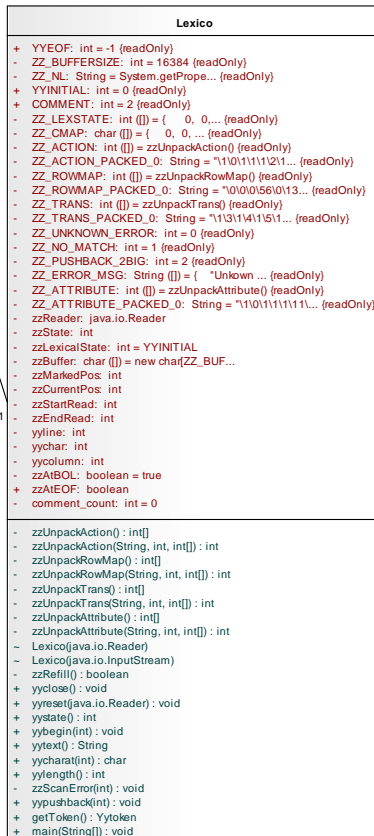 Lexico
+ YYEOF: int = -1 {readOnly}
- ZZ_BUFFERSIZE: int = 16384 {readOnly}
- ZZ_NL: String = System.getPrope... {readOnly}
+ YYINITIAL: int = 0 {readOnly}
+ COMMENT: int = 2 {readOnly}
- ZZ_LEXSTATE: int ([]) = { 0, 0,... {readOnly}
- ZZ_CMAP: char ([]) = { 0, 0, ... {readOnly}
- ZZ_ACTION: int ([]) = zzUnpackAction() {readOnly}
- ZZ_ACTION_PACKED_0: String = "\1\0\1\1\1\2\1... {readOnly}
- ZZ_ROWMAP: int ([]) = zzUnpackRowMap() {readOnly}
- ZZ_ROWMAP_PACKED_0: String = "\0\0\0\56\0\13... {readOnly}
- ZZ_TRANS: int ([]) = zzUnpackTrans() {readOnly}
- ZZ_TRANS_PACKED_0: String = "\1\3\1\4\1\5\1... {readOnly}
- ZZ_UNKNOWN_ERROR: int = 0 {readOnly}
- ZZ_NO_MATCH: int = 1 {readOnly}
- ZZ_PUSHBACK_2BIG: int = 2 {readOnly}
- ZZ_ERROR_MSG: String ([]) = { "Unkown ... {readOnly}
- ZZ_ATTRIBUTE: int ([]) = zzUnpackAttribute() {readOnly}
- ZZ_ATTRIBUTE_PACKED_0: String = "\1\0\1\1\1\11\... {readOnly}
- zzReader: java.io.Reader
- zzState: int
- zzLexicalState: int = YYINITIAL
- zzBuffer: char ([]) = new char[ZZ_BUF...
- zzMarkedPos: int
- zzCurrentPos: int
- zzStartRead: int
- zzEndRead: int
1
- yyline: int
- yychar: int
- yycolumn: int
- zzAtBOL: boolean = true
+ zzAtEOF: boolean
- comment_count: int = 0
- zzUnpackAction() : int[]
- zzUnpackAction(String, int, int[]) : int
- zzUnpackRowMap() : int[]
- zzUnpackRowMap(String, int, int[]) : int
- zzUnpackTrans() : int[]
- zzUnpackTrans(String, int, int[]) : int
- zzUnpackAttribute() : int[]
- zzUnpackAttribute(String, int, int[]) : int
~ Lexico(java.io.Reader)
~ Lexico(java.io.InputStream)
- zzRefill() : boolean
+ yyclose() : void
+ yyreset(java.io.Reader) : void
+ yystate() : int
+ yybegin(int) : void
+ yytext() : String
+ yycharat(int) : char
+ yylength() : int
- zzScanError(int) : void
+ yypushback(int) : void
+ getToken() : Yytoken
+ main(String[]) : void